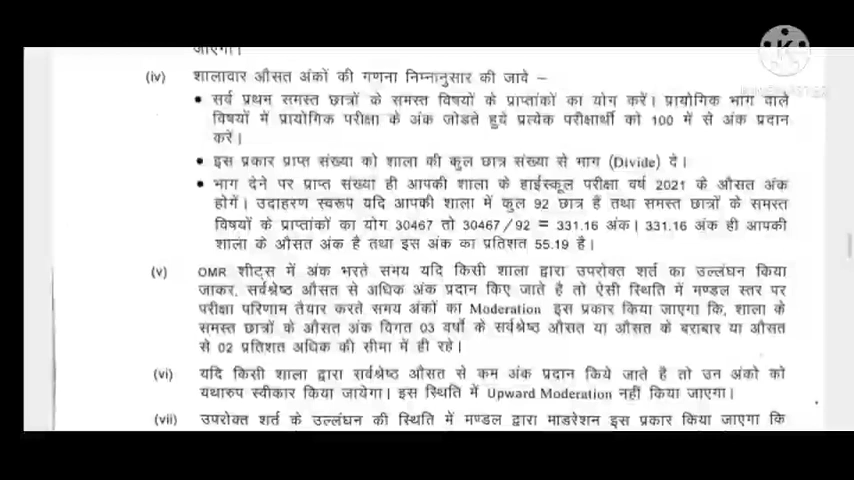 जाएगा।
(iv) शालावार औसत अंकों की गणना निम्नानुसार की जावे –
• सर्व प्रथम समस्त छात्रों के समस्त विषयों के प्राप्तांकों का योग करें। प्रायोगिक भाग वाले
विषयों में प्रायोगिक परीक्षा के अंक जोडते हुये प्रत्येक परीक्षार्थी को 100 में से अंक प्रदान
करें।
• इस प्रकार प्राप्त संख्या को शाला की कुल छात्र संख्या से भाग (Divide) दे।
• भाग देने पर प्राप्त संख्या ही आपकी शाला के हाईस्कूल परीक्षा वर्ष 2021 के औसत अंक
होगें। उदाहरण स्वरूप यदि आपकी शाला में कुल 92 छात्र हैं तथा समस्त छात्रों के समस्त
विषयों के प्राप्तांकों का योग 30467 तो 30467/92 = 331.16 अंक। 331.16 अंक ही आपकी
शाला के औसत अंक है तथा इस अंक का प्रतिशत 55.19 है।
(v) OMR शीट्स में अंक भरते समय यदि किसी शाला द्वारा उपरोक्त शर्त का उल्लंघन किया
जाकर, सर्वश्रेष्ठ औसत से अधिक अंक प्रदान किए जाते है तो ऐसी स्थिति में मण्डल स्तर पर
परीक्षा परिणाम तैयार करते समय अंकों का Moderation इस प्रकार किया जाएगा कि, शाला के
समस्त छात्रों के औसत अंक विगत 03 वर्षो के सर्वश्रेष्ठ औसत या औसत के बराबार या औसत
से 02 प्रतिशत अधिक की सीमा में ही रहे।
(vi) यदि किसी शाला द्वारा सर्वश्रेष्ठ औसत से कम अंक प्रदान किये जाते है तो उन अंको को
यथारुप स्वीकार किया जायेगा। इस स्थिति में Upward Moderation नहीं किया जाएगा।
(vii) उपरोक्त शर्त के उल्लंघन की स्थिति में मण्डल द्वारा माडरेशन इस प्रकार किया जाएगा कि
KINEMASTER